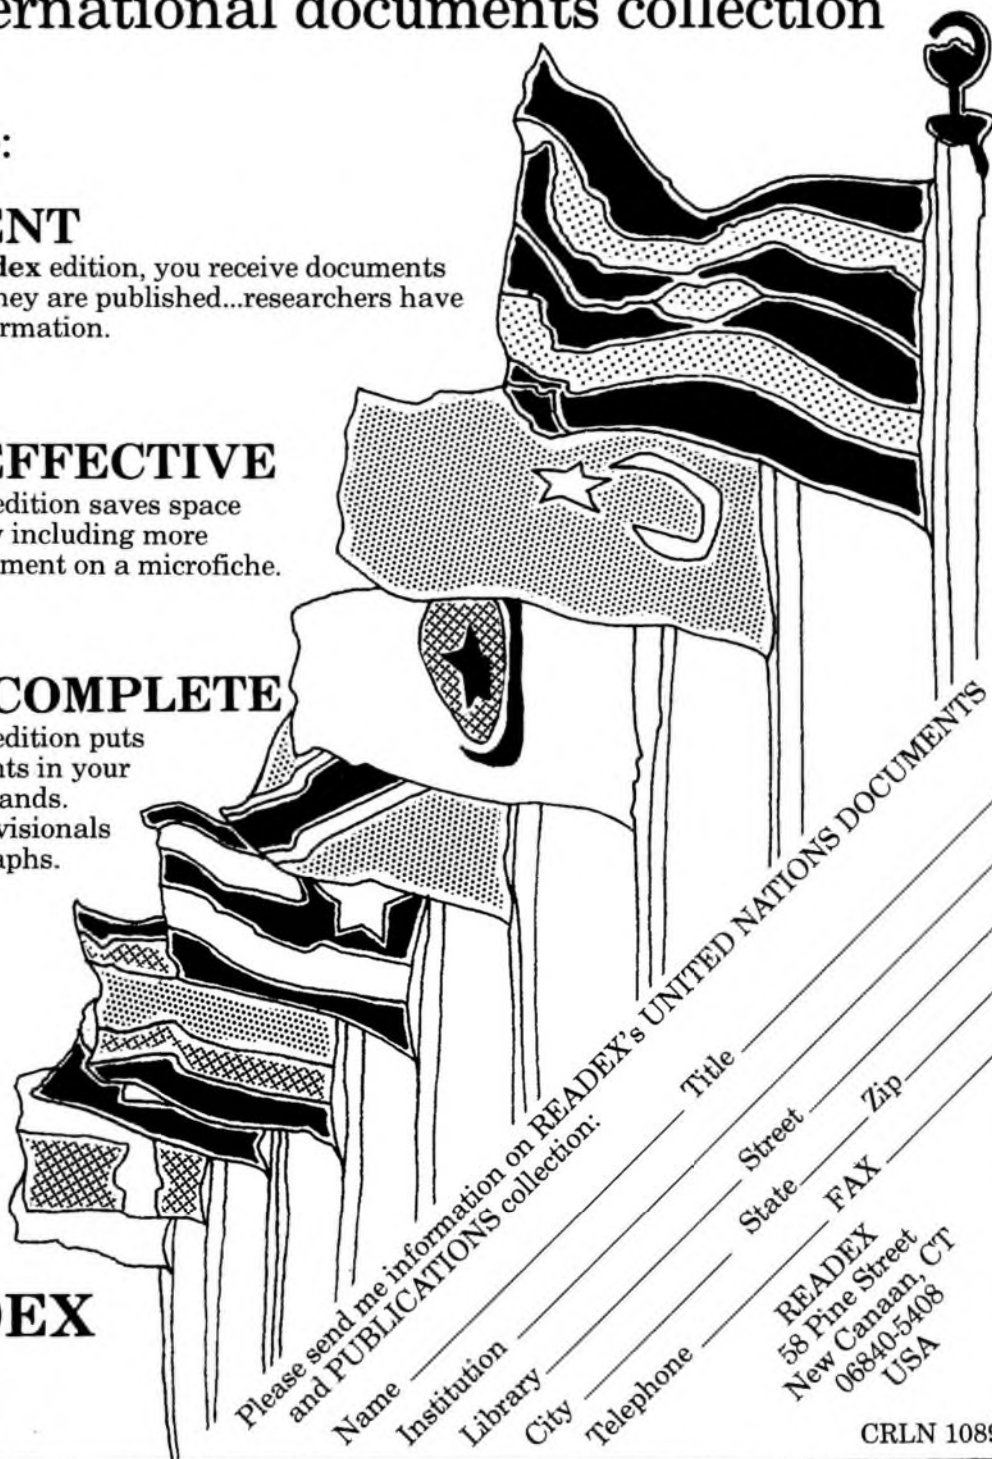 ernational documents collection
:
ENT
dex edition, you receive documents
hey are published...researchers have
rmation.
EFFECTIVE
edition saves space
y including more
ment on a microfiche.
COMPLETE
edition puts
nts in your
ands.
visionals
aphs.
DEX
Please send me information on READEX's UNITED NATIONS DOCUMENTS
and PUBLICATIONS collection:
Name Title
Institution
Library Street
City State Zip
Telephone FAX
READEX
58 Pine Street
New Canaan, CT
06840-5408
USA
CRLN 1089